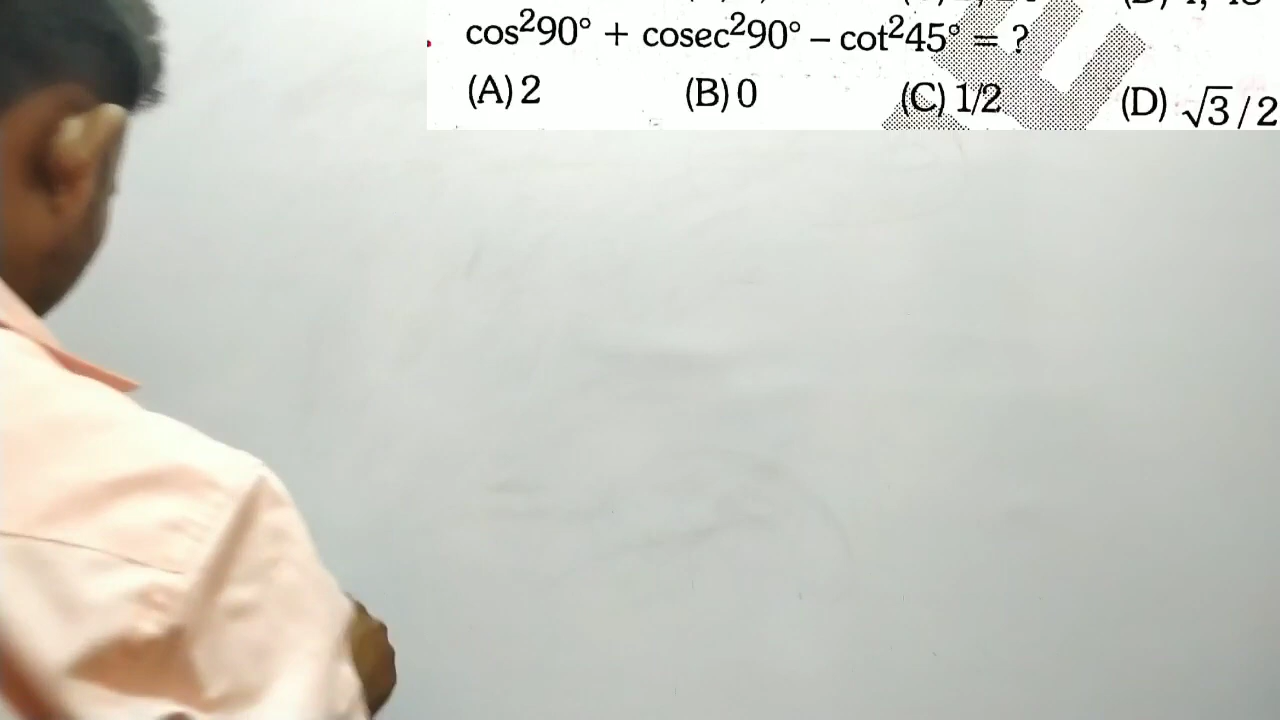 cos²90° + cosec²90° – cot²45° = ?
(A) 2 (B) 0 (C) 1/2 (D) √3 / 2